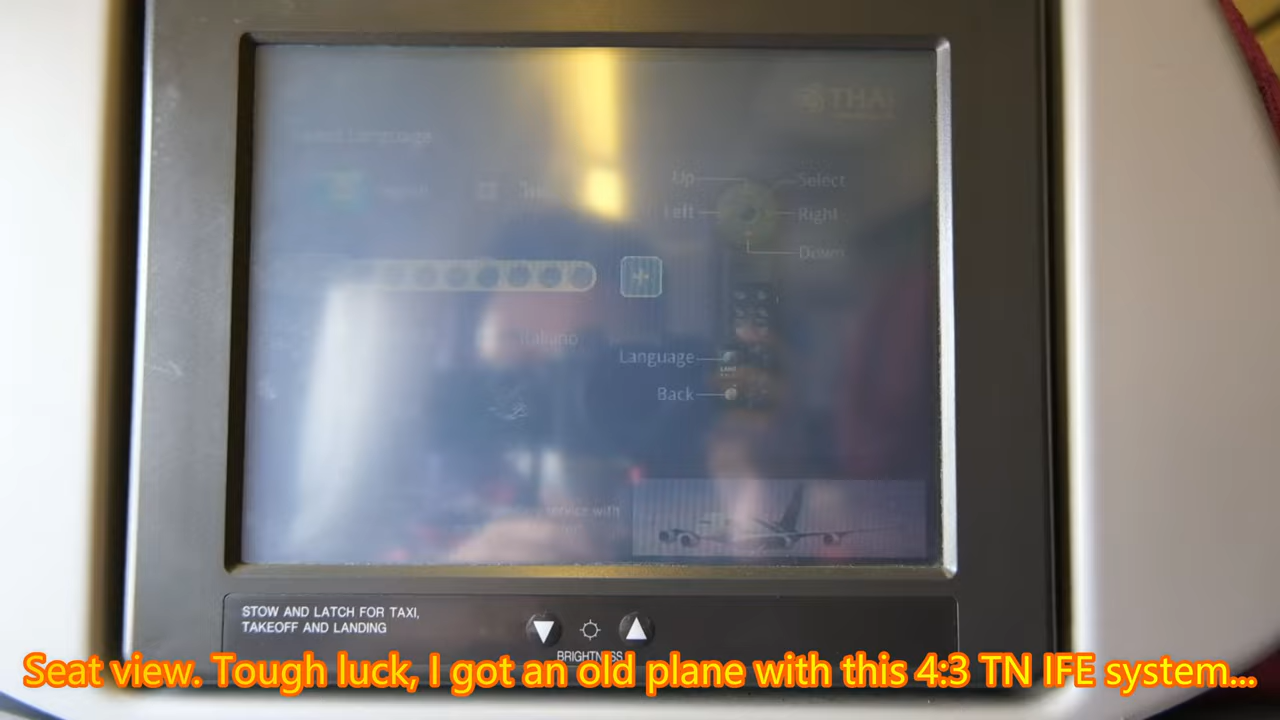 THAI
Select Language
Up
Select
Left
Right
Down
Italiano
Language
LANG
Back
service with
STOW AND LATCH FOR TAXI,
TAKEOFF AND LANDING
BRIGHTNESS
Seat view. Tough luck, I got an old plane with this 4:3 TN IFE system...